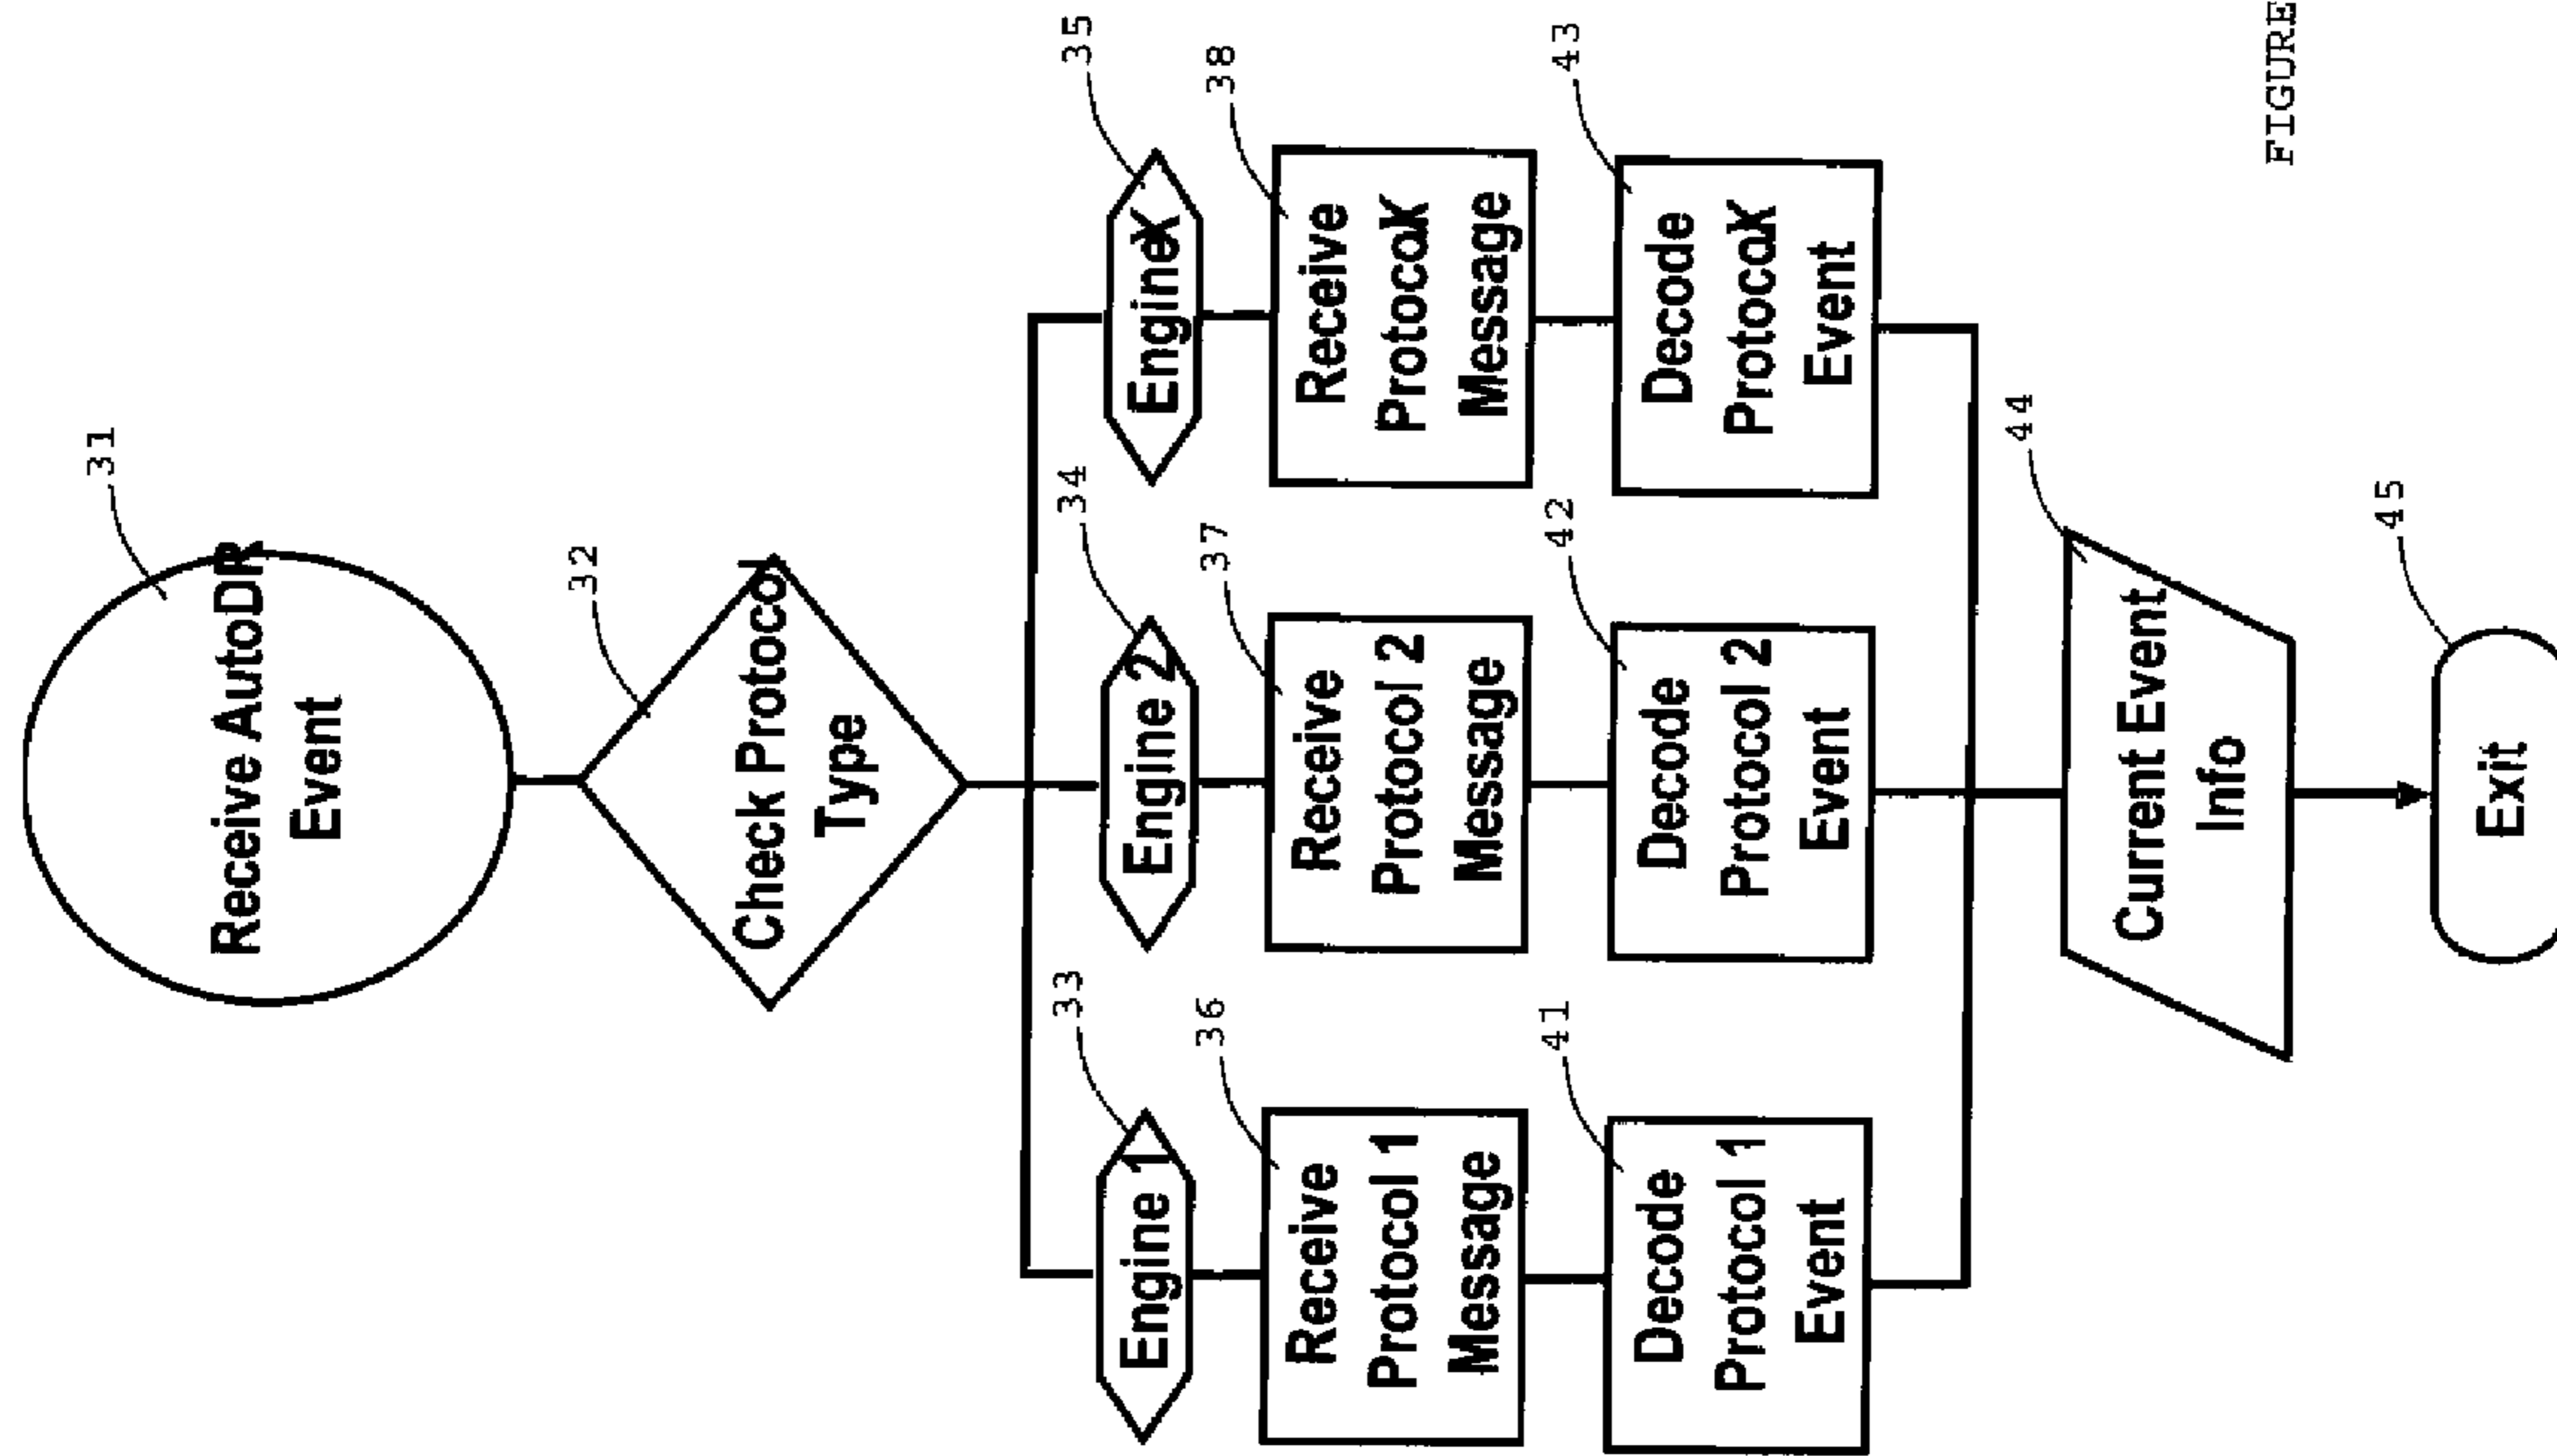 31
Receive AutoDR
Event
32
Check Protocol
Type
33
Engine 1
34
Engine 2
35
EngineX
36
Receive
Protocol 1
Message
37
Receive
Protocol 2
Message
38
Receive
ProtocolX
Message
41
Decode
Protocol 1
Event
42
Decode
Protocol 2
Event
43
Decode
ProtocolX
Event
44
Current Event
Info
45
Exit
FIGURE